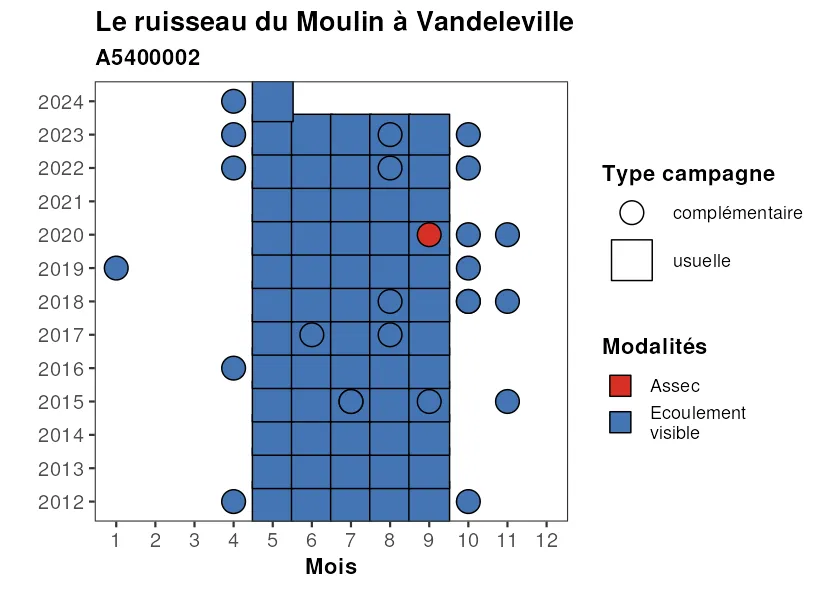 Le ruisseau du Moulin à Vandeleville
A5400002
2024
2023
2022
2021
2020
2019
2018
2017
2016
2015
2014
2013
2012
1 2 3 4 5 6 7 8 9 10 11 12
Mois
Type campagne
complémentaire
usuelle
Modalités
Assec
Ecoulement
visible